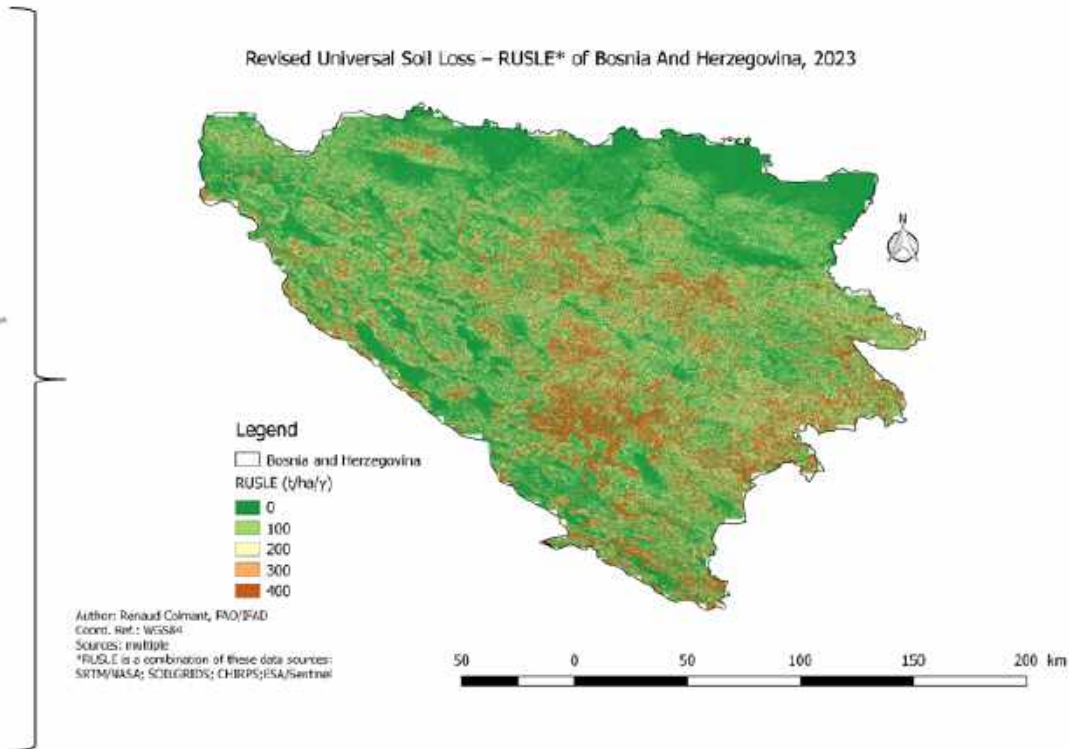 Revised Universal Soil Loss – RUSLE* of Bosnia And Herzegovina, 2023
N
Legend
Bosnia and Herzegovina
RUSLE (t/ha/y)
0
100
200
300
400
Author: Renaud Colmant, FAO/IFAD
Coord. Ref.: WGS84
Sources: multiple
*RUSLE is a combination of these data sources:
SRTM/NASA; SOILGRIDS; CHIRPS;ESA/Sentinel
50 0 50 100 150 200 km